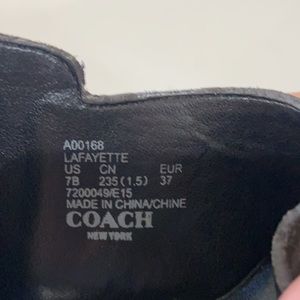 A00168
LAFAYETTE
US CN EUR
7B 235(1.5) 37
7200049/E15
MADE IN CHINA/CHINE
COACH
NEW YORK